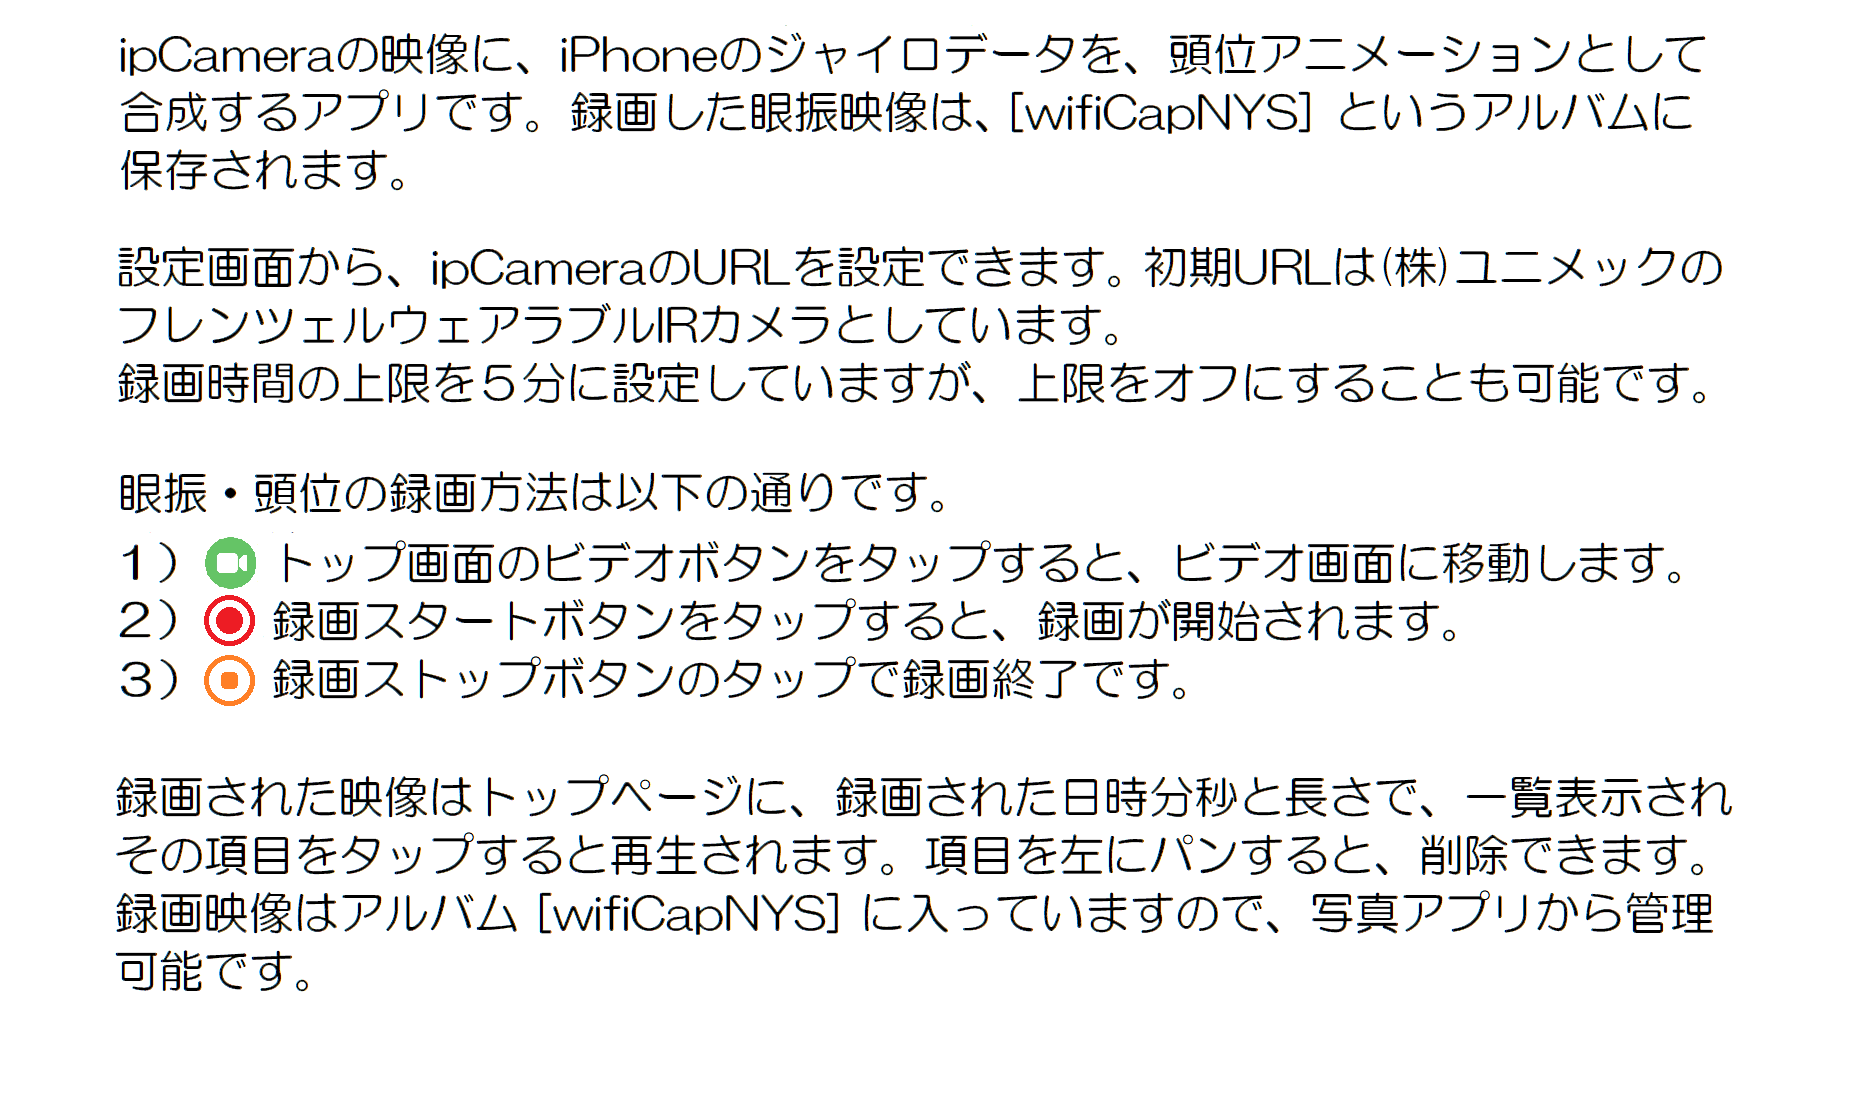 ipCameraの映像に、iPhoneのジャイロデータを、頭位アニメーションとして
合成するアプリです。録画した眼振映像は、[wifiCapNYS] というアルバムに
保存されます。
設定画面から、ipCameraのURLを設定できます。初期URLは(株)ユニメックの
フレンツェルウェアラブルIRカメラとしています。
録画時間の上限を５分に設定していますが、上限をオフにすることも可能です。
眼振・頭位の録画方法は以下の通りです。
１） トップ画面のビデオボタンをタップすると、ビデオ画面に移動します。
２） 録画スタートボタンをタップすると、録画が開始されます。
３） 録画ストップボタンのタップで録画終了です。
録画された映像はトップページに、録画された日時分秒と長さで、一覧表示され
その項目をタップすると再生されます。項目を左にパンすると、削除できます。
録画映像はアルバム [wifiCapNYS] に入っていますので、写真アプリから管理
可能です。